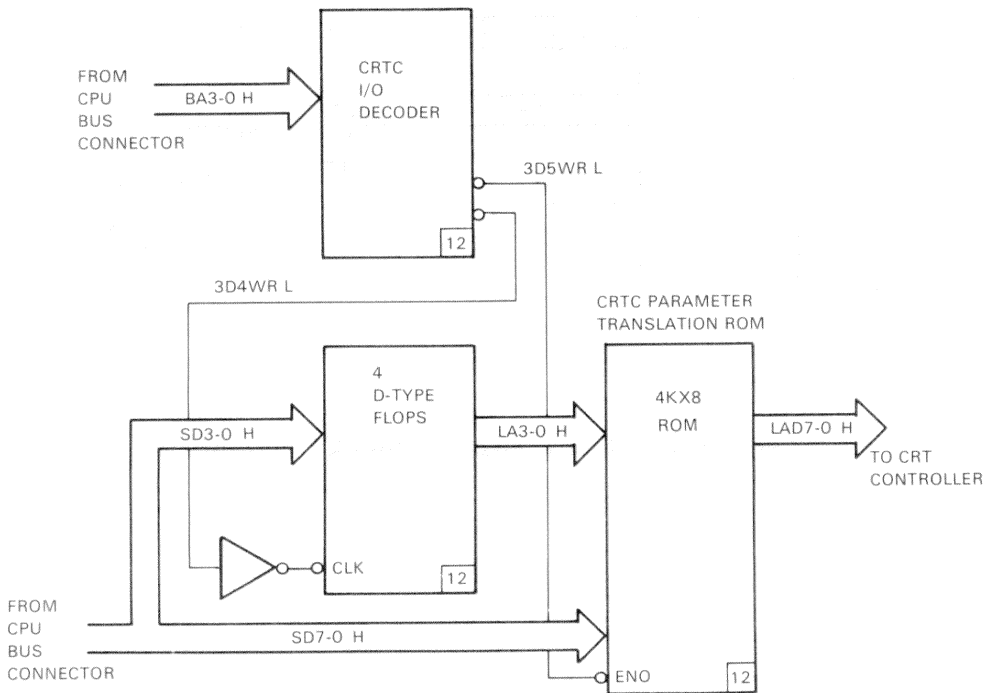 CRTC
I/O
DECODER
FROM
CPU
BUS
CONNECTOR
BA3-0 H
3D5WR L
12
3D4WR L
CRTC PARAMETER
TRANSLATION ROM
4
D-TYPE
FLOPS
4KX8
ROM
SD3-0 H
LA3-0 H
LAD7-0 H
TO CRT
CONTROLLER
CLK
12
FROM
CPU
BUS
CONNECTOR
SD7-0 H
ENO
12